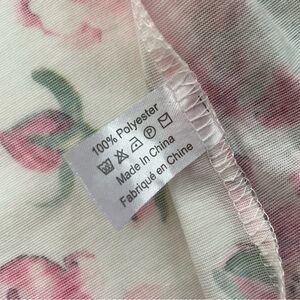 100% Polyester
Made In China
Fabriqué en Chine